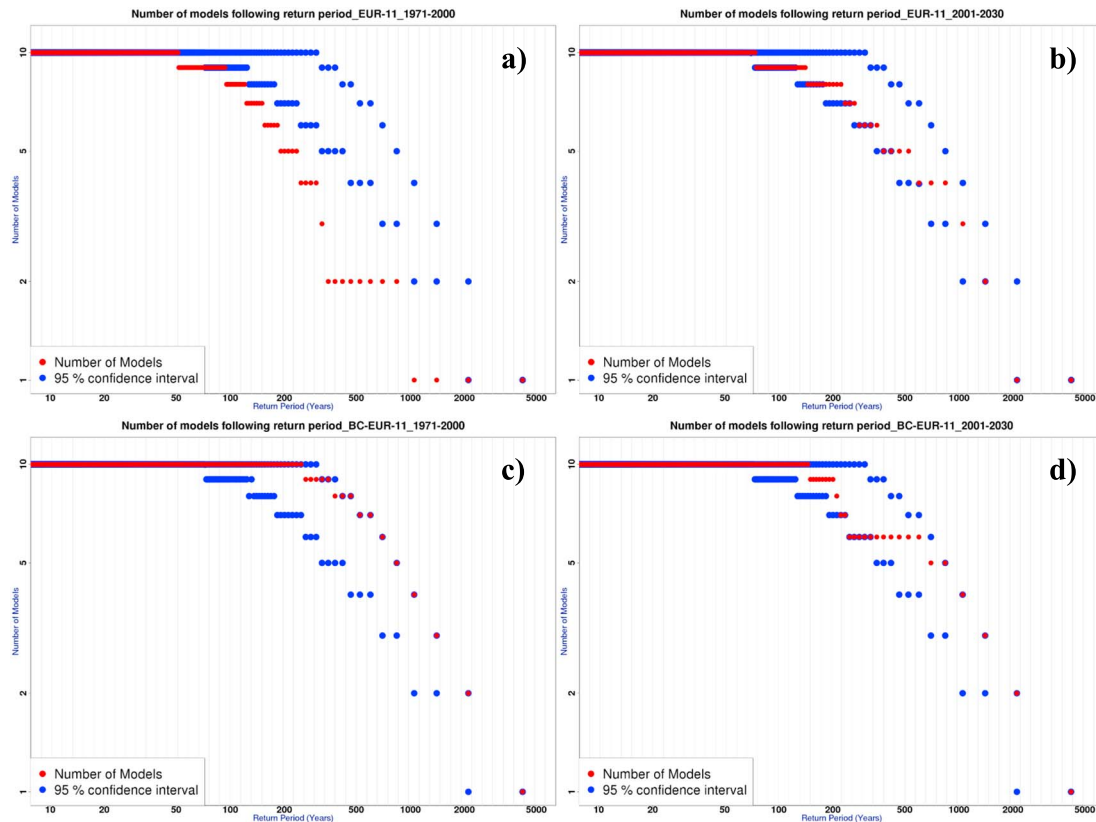 Number of models following return period_EUR-11_1971-2000
a)
Number of Models
10
5
2
1
Number of Models
95 % confidence interval
10 20 50 100 200 500 1000 2000 5000
Return Period (Years)
Number of models following return period_EUR-11_2001-2030
b)
Number of Models
10
5
2
1
Number of Models
95 % confidence interval
10 20 50 100 200 500 1000 2000 5000
Return Period (Years)
Number of models following return period_BC-EUR-11_1971-2000
c)
Number of Models
10
5
2
1
Number of Models
95 % confidence interval
10 20 50 100 200 500 1000 2000 5000
Return Period (Years)
Number of models following return period_BC-EUR-11_2001-2030
d)
Number of Models
10
5
2
1
Number of Models
95 % confidence interval
10 20 50 100 200 500 1000 2000 5000
Return Period (Years)